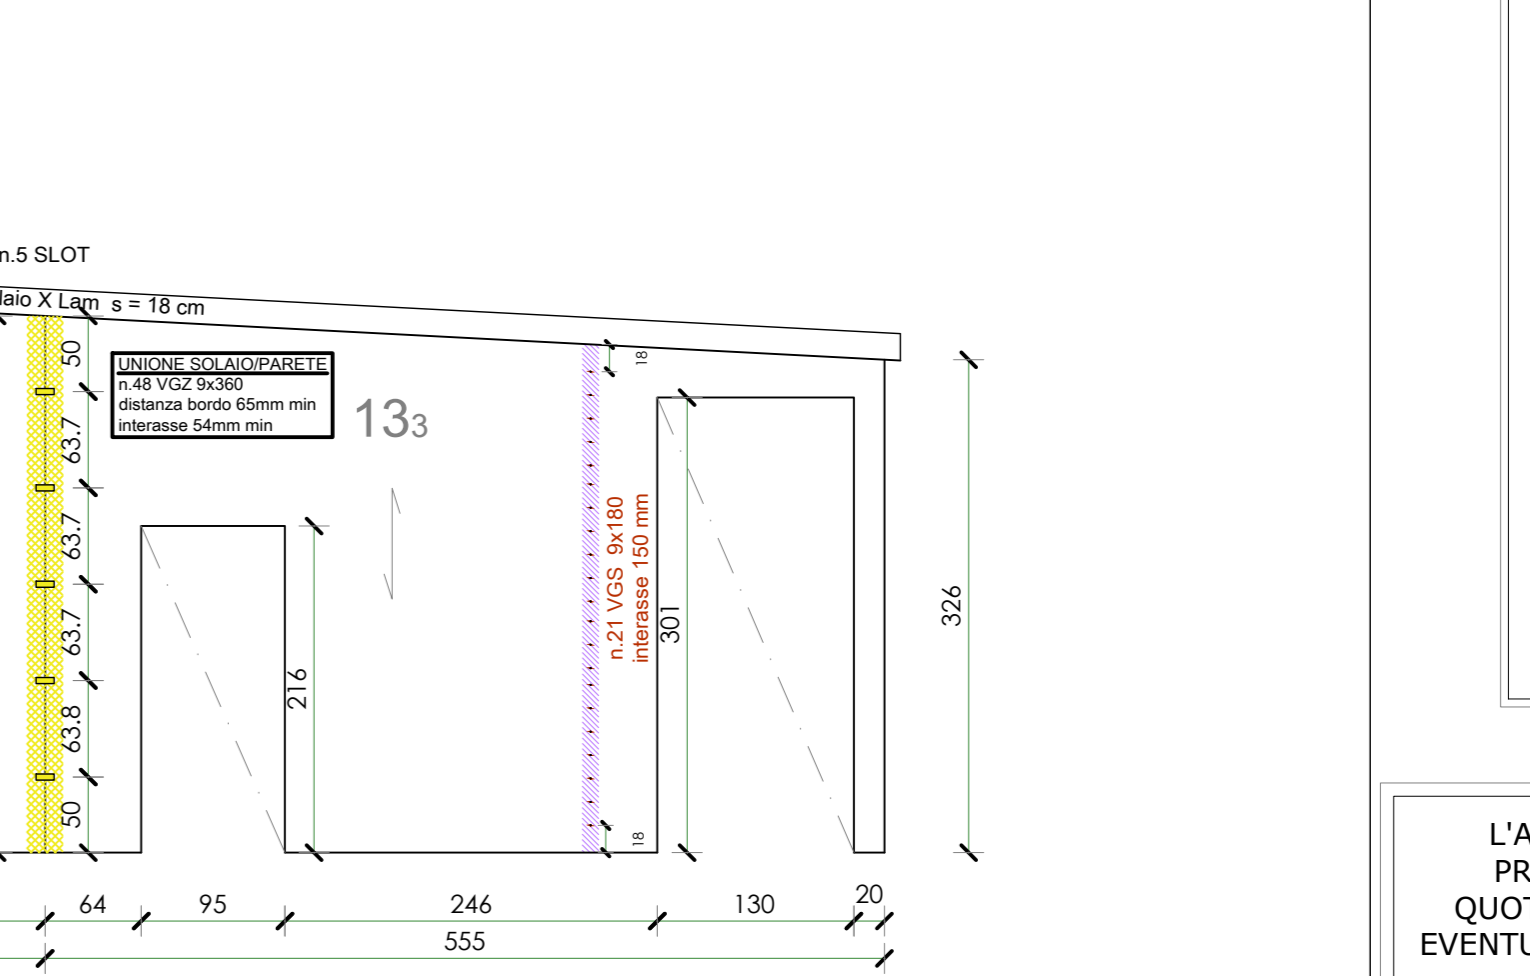 n.5 SLOT
laio X Lam s = 18 cm
UNIONE SOLAIO/PARETE
n.48 VGZ 9x360
distanza bordo 65mm min
interasse 54mm min
133
50
63.7
63.7
63.7
63.8
50
216
n.21 VGS 9x180
interasse 150 mm
18
18
301
326
64
95
246
130
20
555
L'A
PR
QUOT
EVENTU